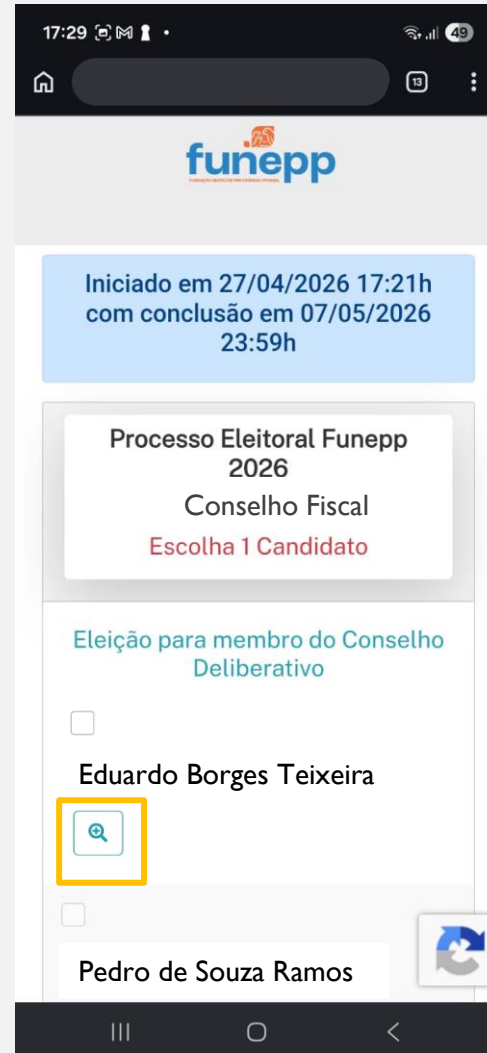 17:29
49
13
funepp
Iniciado em 27/04/2026 17:21h
com conclusão em 07/05/2026
23:59h
Processo Eleitoral Funepp
2026
Conselho Fiscal
Escolha 1 Candidato
Eleição para membro do Conselho
Deliberativo
Eduardo Borges Teixeira
Pedro de Souza Ramos